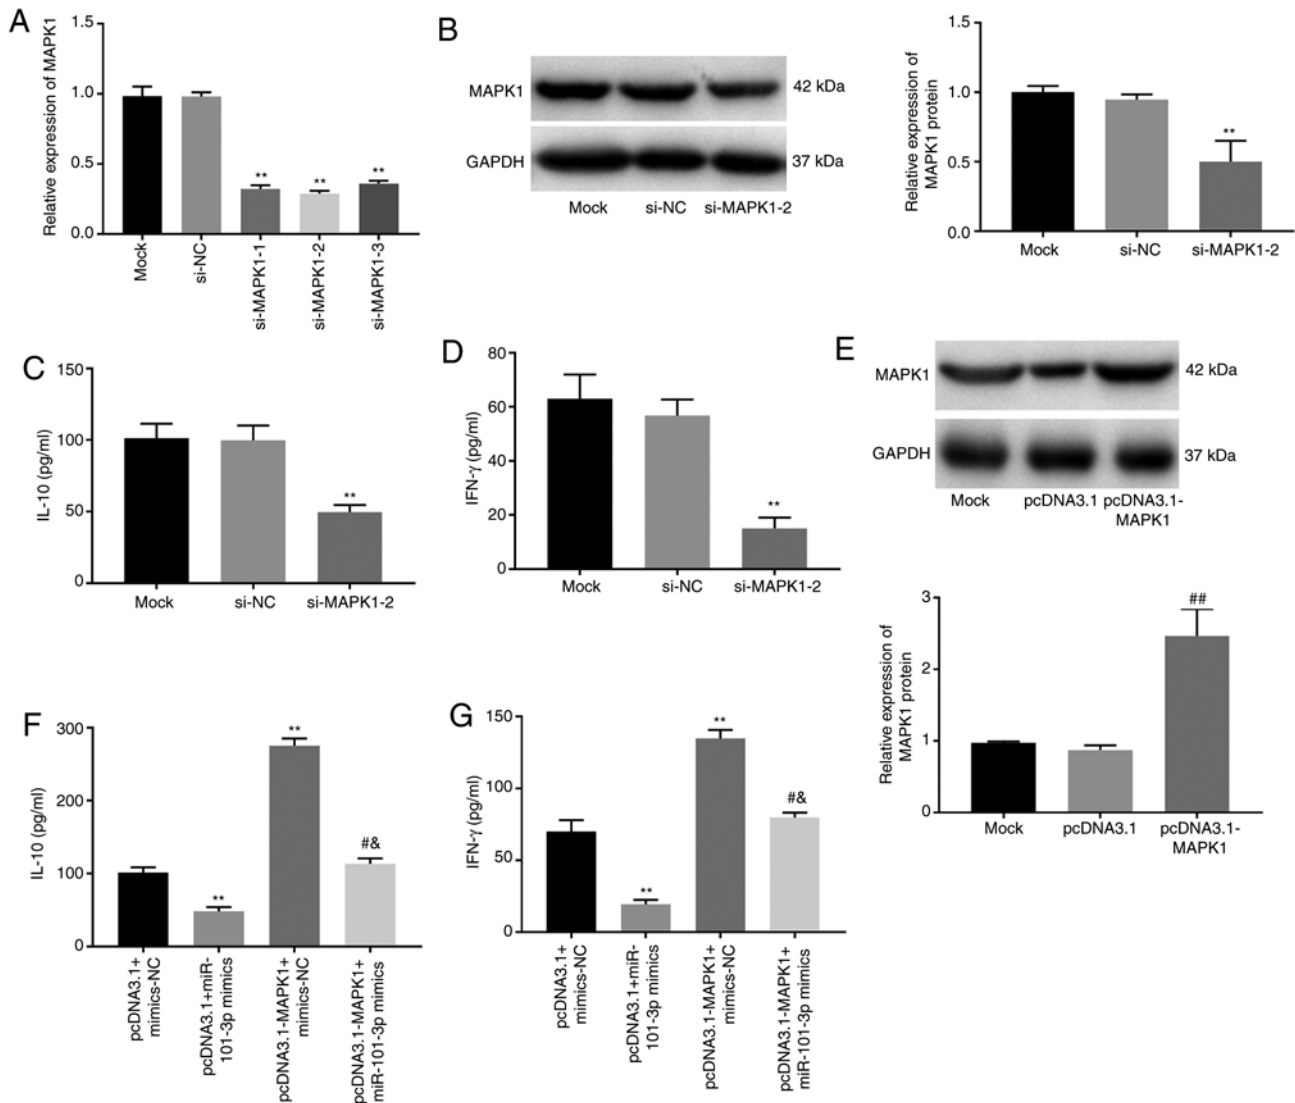 A
Relative expression of MAPK1
1.5
1.0
0.5
0.0
**
**
**
Mock
si-NC
si-MAPK1-1
si-MAPK1-2
si-MAPK1-3
B
MAPK1
42 kDa
GAPDH
37 kDa
Mock
si-NC
si-MAPK1-2
Relative expression of
MAPK1 protein
1.5
1.0
0.5
0.0
**
Mock
si-NC
si-MAPK1-2
C
IL-10 (pg/ml)
150
100
50
0
**
Mock
si-NC
si-MAPK1-2
D
IFN-γ (pg/ml)
80
60
40
20
0
**
Mock
si-NC
si-MAPK1-2
E
MAPK1
42 kDa
GAPDH
37 kDa
Mock
pcDNA3.1
pcDNA3.1-
MAPK1
Relative expression of
MAPK1 protein
3
2
1
0
##
Mock
pcDNA3.1
pcDNA3.1-
MAPK1
F
IL-10 (pg/ml)
300
200
100
0
**
**
#&
pcDNA3.1+
mimics-NC
pcDNA3.1+miR-
101-3p mimics
pcDNA3.1-MAPK1+
mimics-NC
pcDNA3.1-MAPK1+
miR-101-3p mimics
G
IFN-γ (pg/ml)
150
100
50
0
**
**
#&
pcDNA3.1+
mimics-NC
pcDNA3.1+miR-
101-3p mimics
pcDNA3.1-MAPK1+
mimics-NC
pcDNA3.1-MAPK1+
miR-101-3p mimics